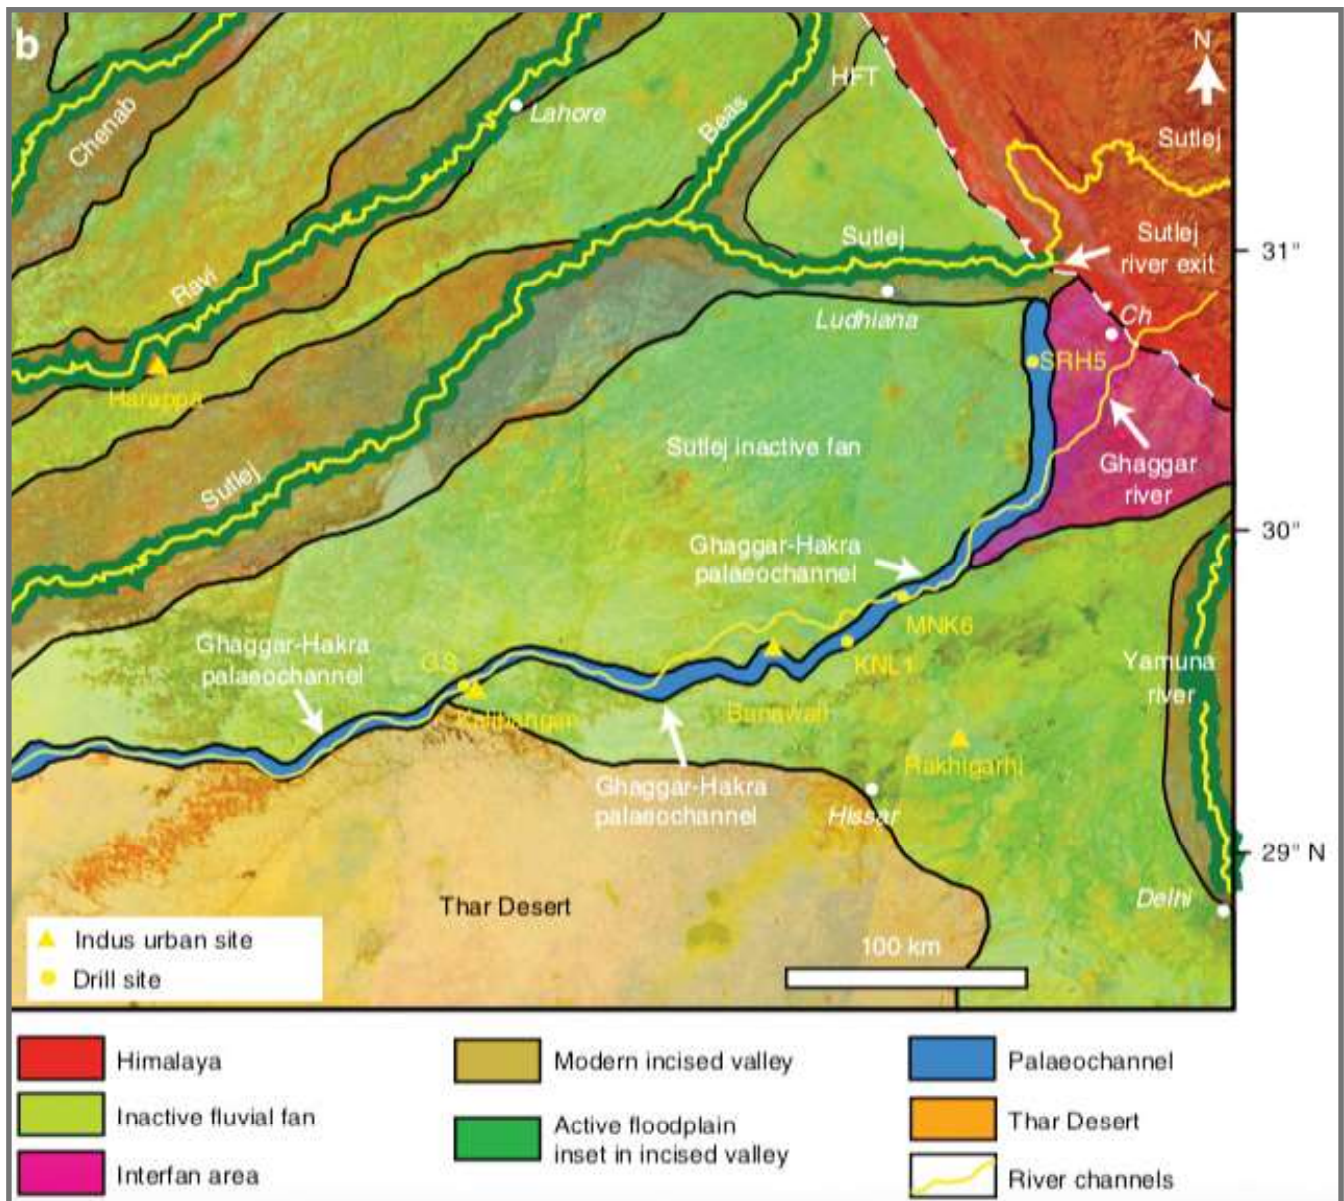 b
N
HFT
Chenab
Lahore
Beas
Sutlej
Sutlej
Sutlej
river exit
31°
Ravi
Ludhiana
Ch
SRH5
Harappa
Sutlej inactive fan
Ghaggar
river
Sutlej
30°
Ghaggar-Hakra
palaeochannel
MNK6
Ghaggar-Hakra
palaeochannel
GS
KNL1
Yamuna
river
Kalibangan
Banawali
Rakhigarhi
Ghaggar-Hakra
palaeochannel
Hissar
29° N
Thar Desert
Delhi
Indus urban site
100 km
Drill site
Himalaya
Modern incised valley
Palaeochannel
Inactive fluvial fan
Active floodplain
inset in incised valley
Thar Desert
Interfan area
River channels